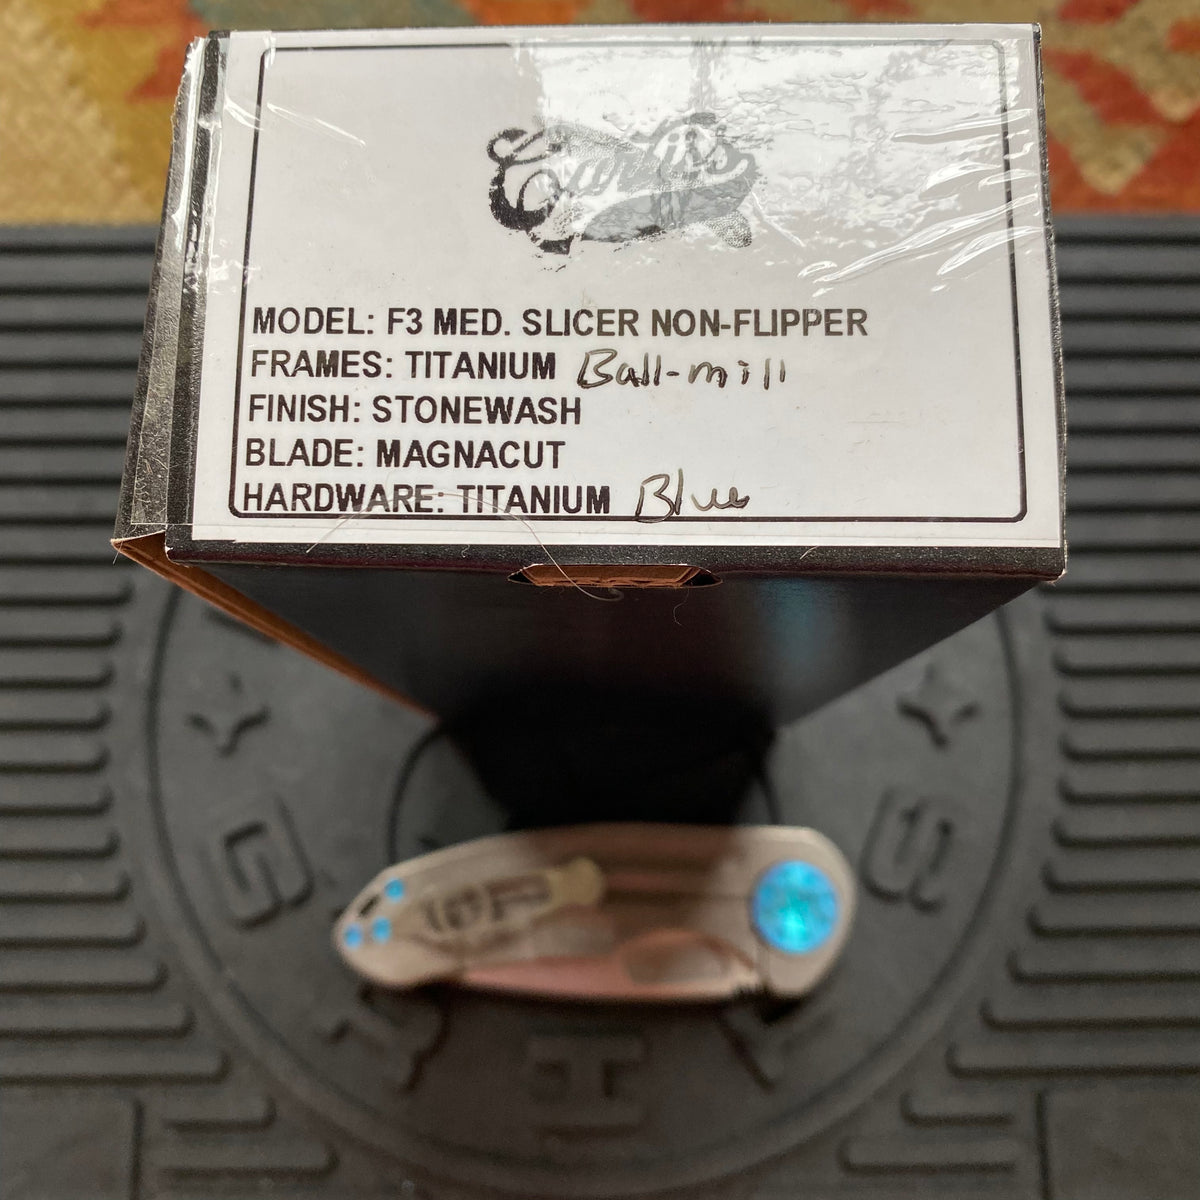 Curtiss
MODEL: F3 MED. SLICER NON-FLIPPER
FRAMES: TITANIUM Ball-mill
FINISH: STONEWASH
BLADE: MAGNACUT
HARDWARE: TITANIUM Blue